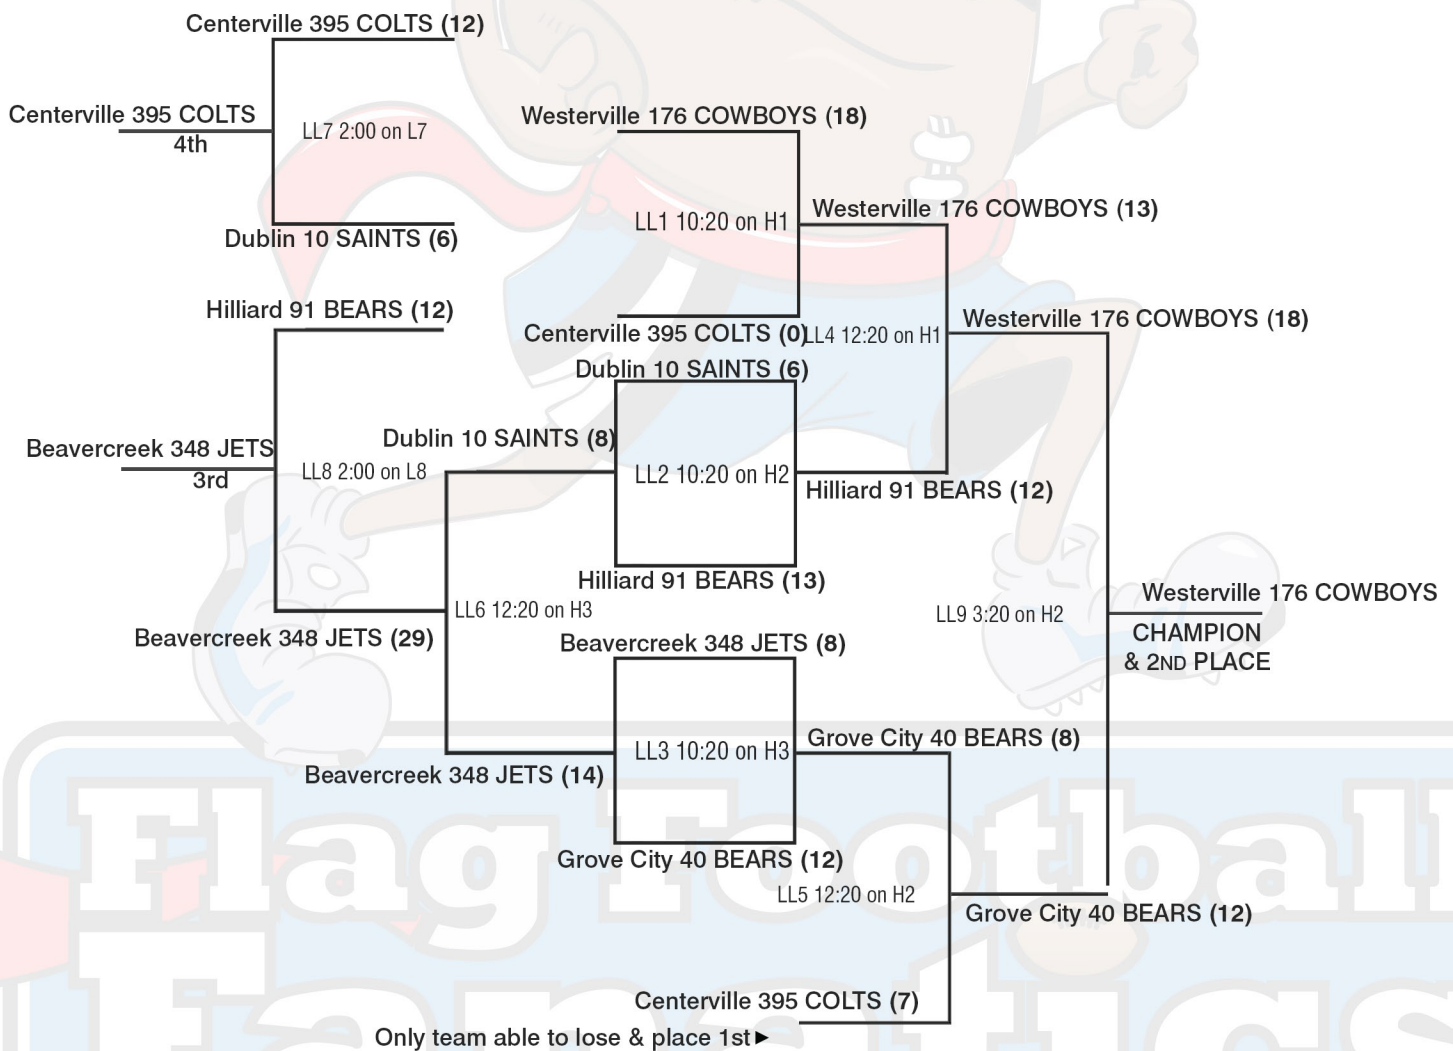 Centerville 395 COLTS (12)
Centerville 395 COLTS
4th
LL7 2:00 on L7
Dublin 10 SAINTS (6)
Westerville 176 COWBOYS (18)
LL1 10:20 on H1
Westerville 176 COWBOYS (13)
Centerville 395 COLTS (0)
LL4 12:20 on H1
Westerville 176 COWBOYS (18)
Hilliard 91 BEARS (12)
Beavercreek 348 JETS
3rd
LL8 2:00 on L8
Dublin 10 SAINTS (6)
Dublin 10 SAINTS (8)
LL2 10:20 on H2
Hilliard 91 BEARS (12)
Hilliard 91 BEARS (13)
LL6 12:20 on H3
Beavercreek 348 JETS (29)
Beavercreek 348 JETS (8)
LL9 3:20 on H2
Westerville 176 COWBOYS
CHAMPION
& 2ND PLACE
LL3 10:20 on H3
Grove City 40 BEARS (8)
Beavercreek 348 JETS (14)
Grove City 40 BEARS (12)
LL5 12:20 on H2
Grove City 40 BEARS (12)
Centerville 395 COLTS (7)
Only team able to lose & place 1st►
Flag Football
Fanatics